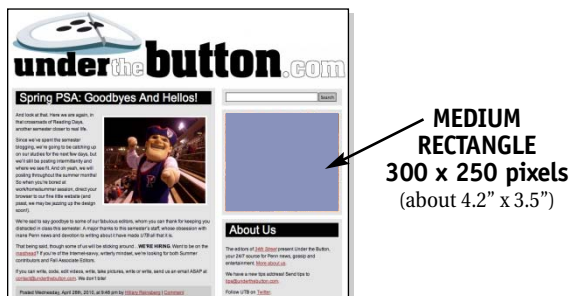 underthebutton.com
Spring PSA: Goodbyes And Hello!
Search
And look at that. Here we are again, in
that crossroads of Reading Days,
another semester closer to real life.
Since we've spent the semester
blogging, we're going to be catching up
on our studies for the next few days, but
we'll still be posting intermittently and
where we see fit. And oh yeah, we will
posting throughout the summer months!
So when you're bored at
work/home/summer session, direct your
browser to our fine little website (and
pssst, we may be jazzing up the design
soon!).
We're sad to say goodbye to some of our fabulous editors, whom you can thank for keeping you
distracted in class this semester. A major thanks to this semester's staff, whose obsession with
inane Penn news and devotion to writing about it have made UTB all that it is.
That being said, though some of us will be sticking around...WE'RE HIRING. Want to be on the
masthead? If you're of the internet-savvy, writerly mindset, we're looking for both Summer
contributors and Fall Associate Editors.
If you can write, code, edit videos, write, take pictures, write or write, send us an email ASAP at
contact@underthebutton.com. We don't bite!
Posted Wednesday, April 28th, 2010, at 9:48 pm by | Comment
About Us
The editors of 34th Street present Under the Button,
your 24/7 source for Penn news, gossip and
entertainment. More about us.
We have a new tips address! Send tips to
tips@underthebutton.com.
Follow UTB on Twitter.
MEDIUM
RECTANGLE
300 x 250 pixels
(about 4.2" x 3.5")